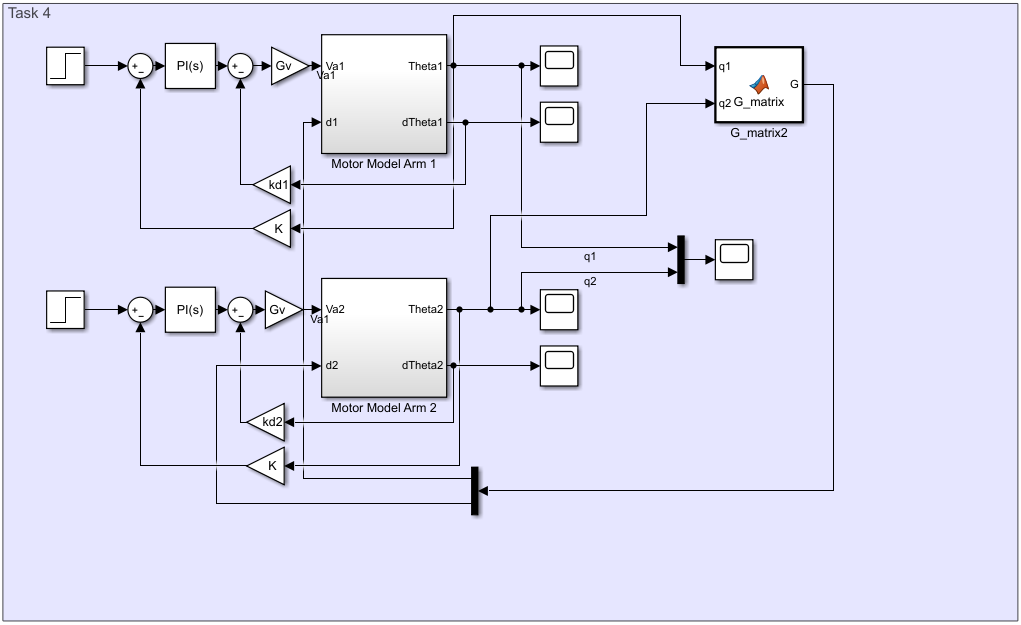 Task 4
PI(s)
Gv
Va1
Va1
d1
Theta1
dTheta1
Motor Model Arm 1
q1
q2
G_matrix
G
G_matrix2
kd1
K
q1
q2
PI(s)
Gv
Va1
Va2
d2
Theta2
dTheta2
Motor Model Arm 2
kd2
K